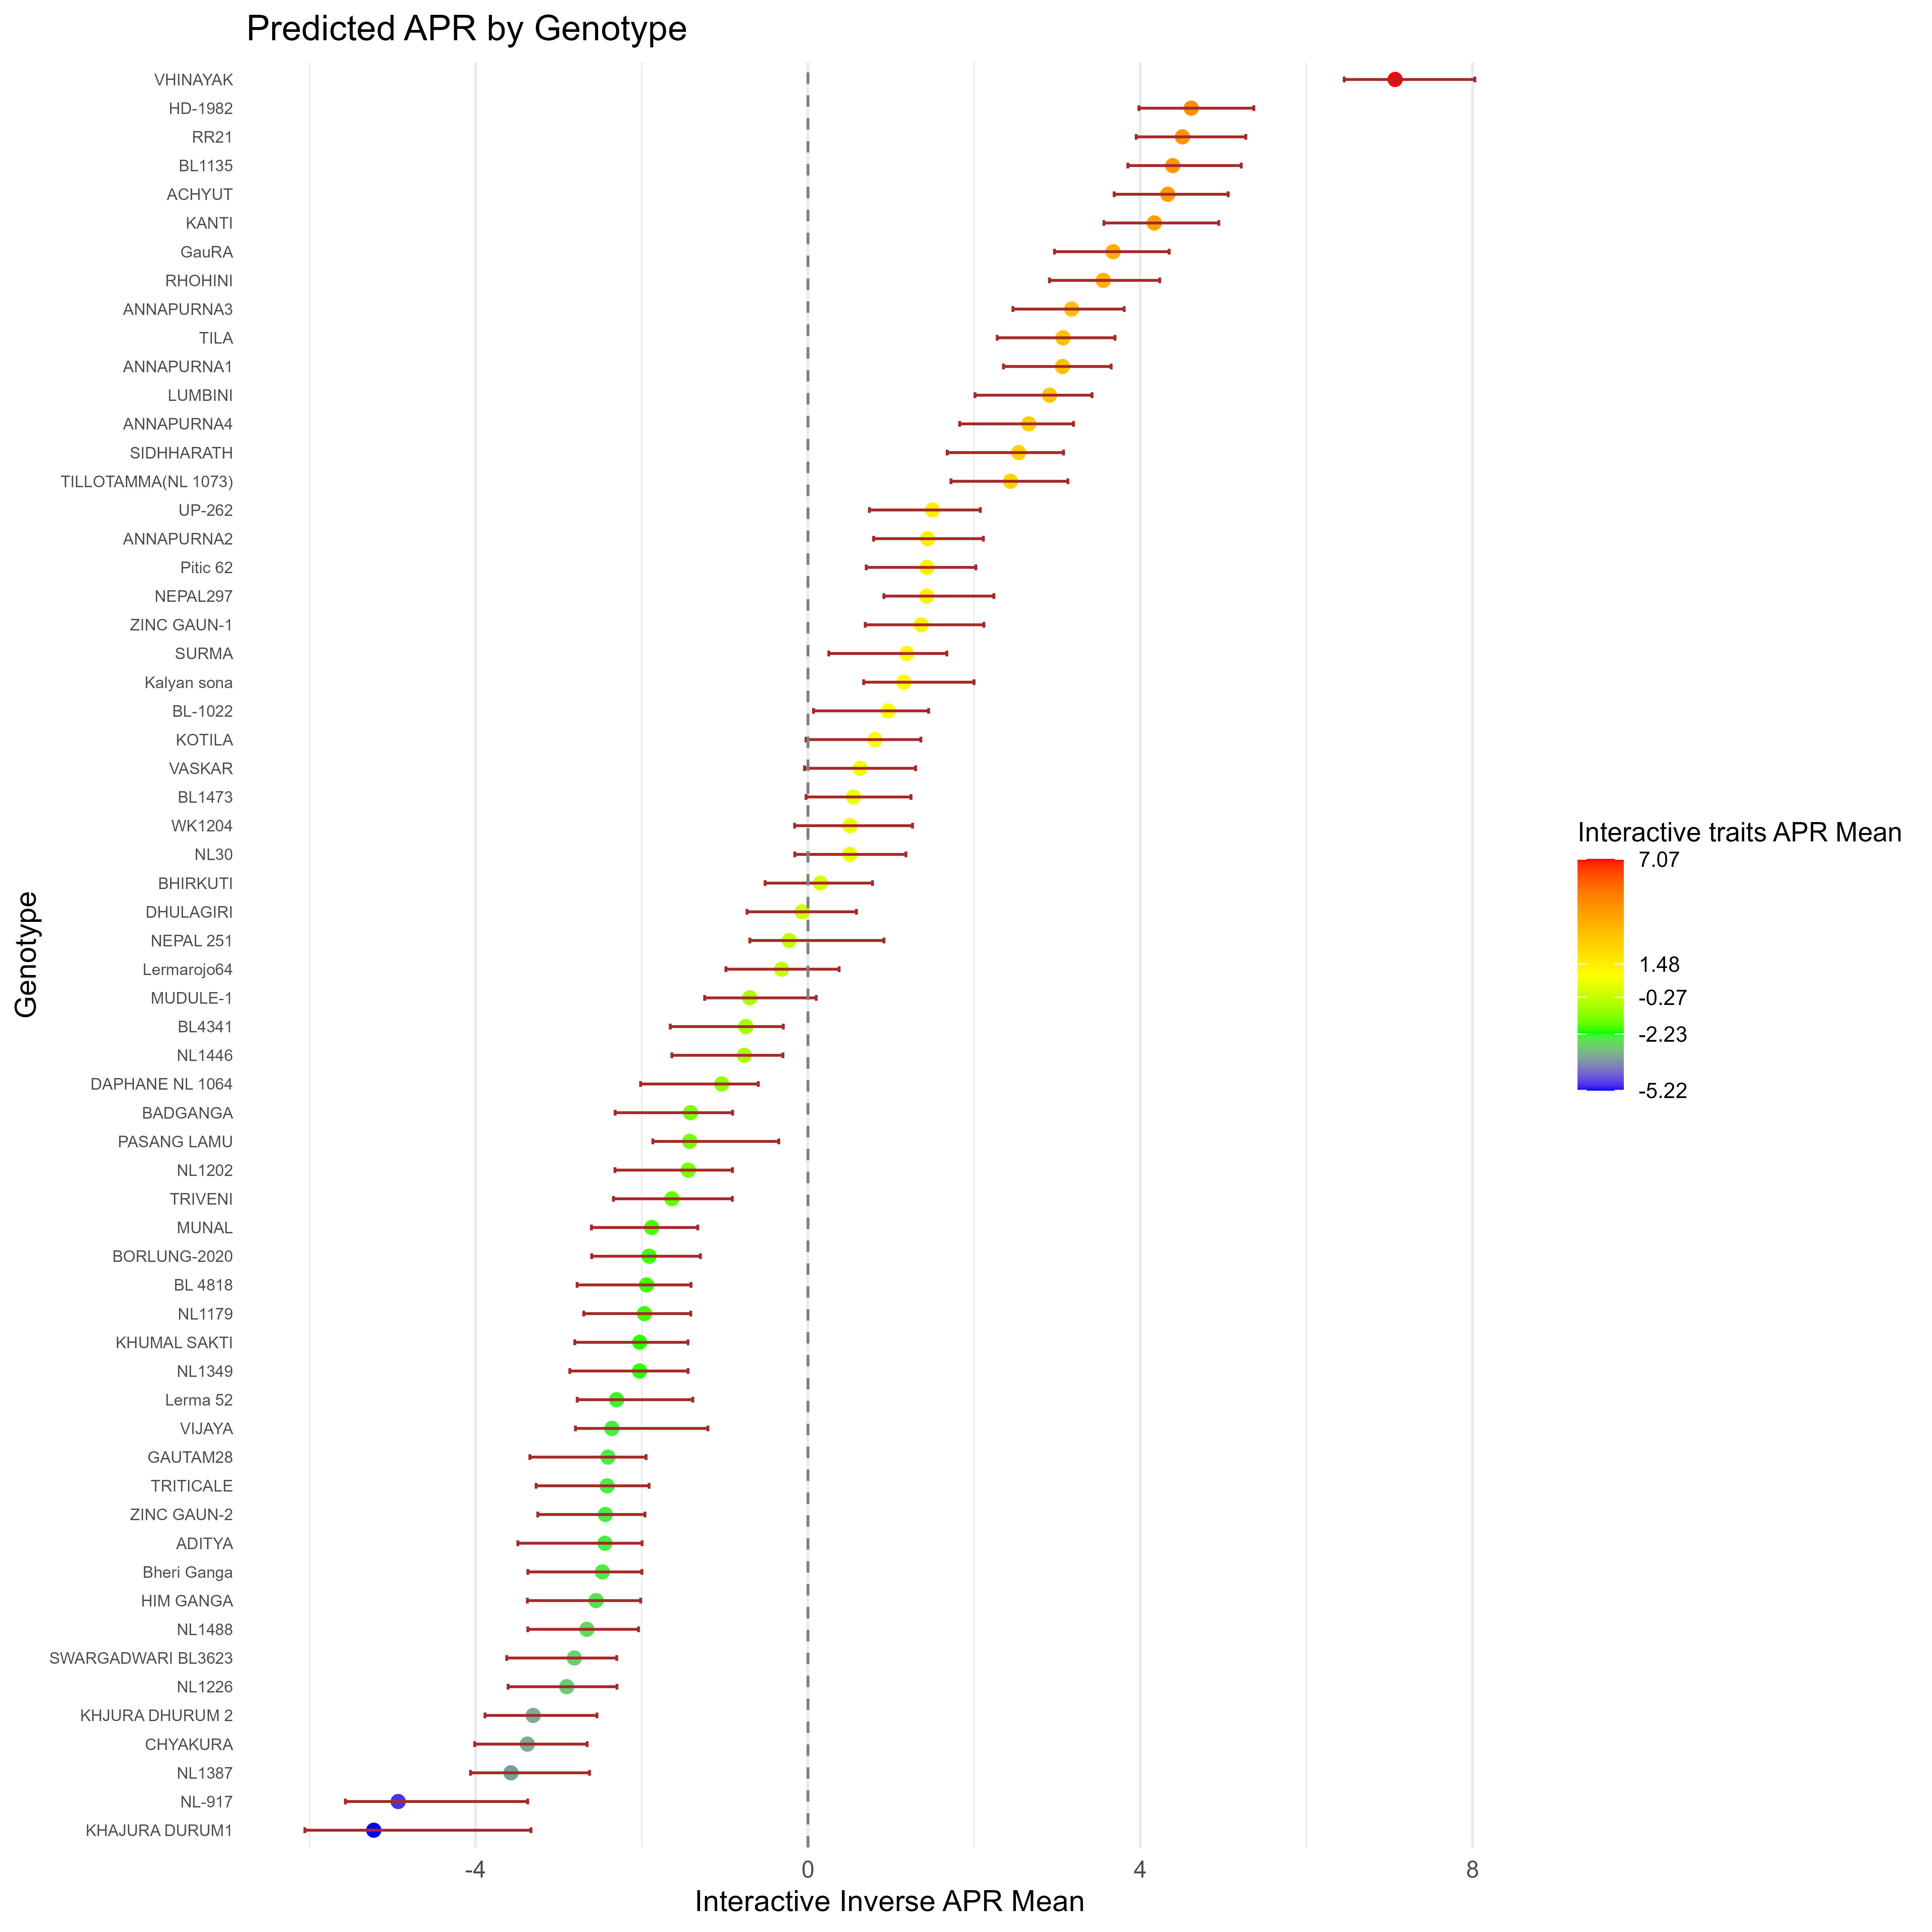 Predicted APR by Genotype
VHINAYAK
HD-1982
RR21
BL1135
ACHYUT
KANTI
GauRA
RHOHINI
ANNAPURNA3
TILA
ANNAPURNA1
LUMBINI
ANNAPURNA4
SIDHHARATH
TILLOTAMMA(NL 1073)
UP-262
ANNAPURNA2
Pitic 62
NEPAL297
ZINC GAUN-1
SURMA
Kalyan sona
BL-1022
KOTILA
VASKAR
BL1473
WK1204
NL30
BHIRKUTI
DHULAGIRI
NEPAL 251
Lermarojo64
MUDULE-1
BL4341
NL1446
DAPHANE NL 1064
BADGANGA
PASANG LAMU
NL1202
TRIVENI
MUNAL
BORLUNG-2020
BL 4818
NL1179
KHUMAL SAKTI
NL1349
Lerma 52
VIJAYA
GAUTAM28
TRITICALE
ZINC GAUN-2
ADITYA
Bheri Ganga
HIM GANGA
NL1488
SWARGADWARI BL3623
NL1226
KHJURA DHURUM 2
CHYAKURA
NL1387
NL-917
KHAJURA DURUM1
Genotype
-4 0 4 8
Interactive Inverse APR Mean
Interactive traits APR Mean
7.07
1.48
-0.27
-2.23
-5.22